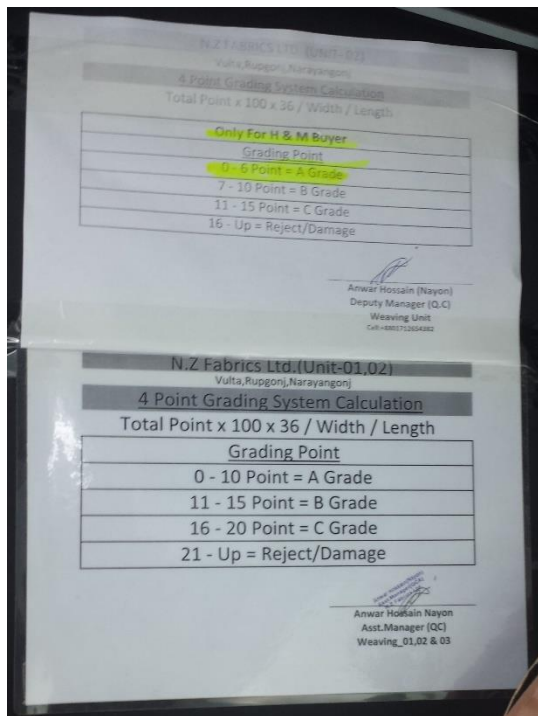 N.Z FABRICS LTD. (UNIT-02)
Vulta,Rupgonj,Narayangonj
4 Point Grading System Calculation
Total Point x 100 x 36 / Width / Length
Only For H & M Buyer
Grading Point
0 - 6 Point = A Grade
7 - 10 Point = B Grade
11 - 15 Point = C Grade
16 - Up = Reject/Damage
Anwar Hossain (Nayon)
Deputy Manager (Q.C)
Weaving Unit
N.Z Fabrics Ltd.(Unit-01,02)
Vulta,Rupgonj,Narayangonj
4 Point Grading System Calculation
Total Point x 100 x 36 / Width / Length
Grading Point
0 - 10 Point = A Grade
11 - 15 Point = B Grade
16 - 20 Point = C Grade
21 - Up = Reject/Damage
Anwar Hossain Nayon
Asst.Manager (QC)
Weaving_01,02 & 03